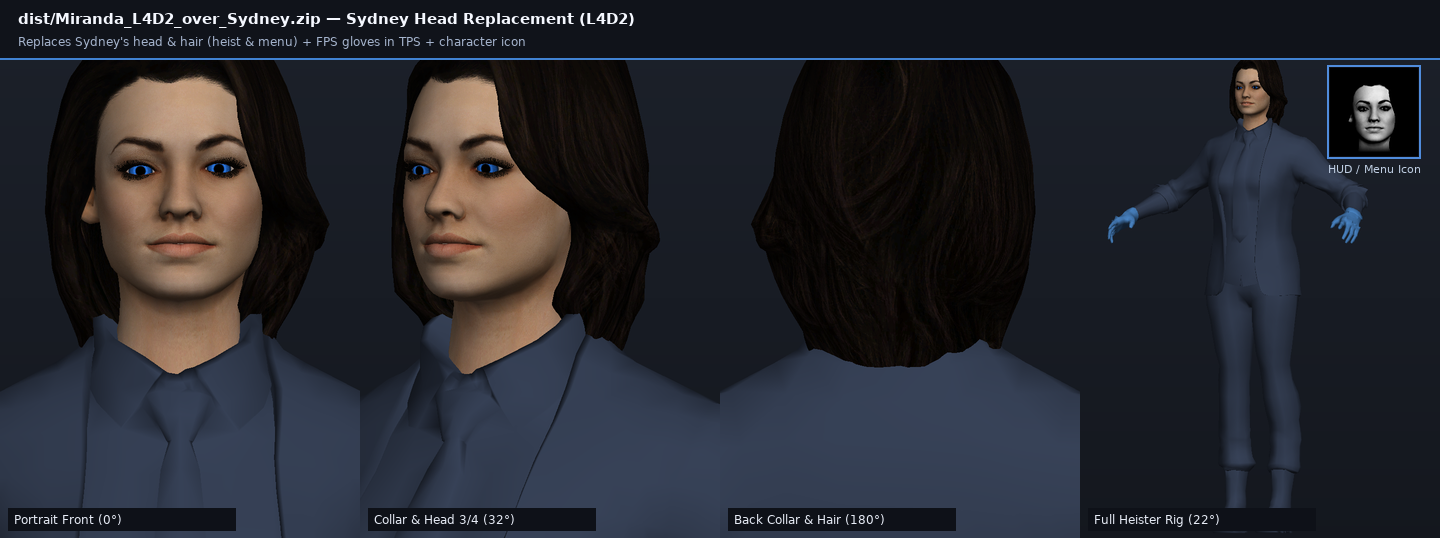 dist/Miranda_L4D2_over_Sydney.zip — Sydney Head Replacement (L4D2)
Replaces Sydney's head & hair (heist & menu) + FPS gloves in TPS + character icon
HUD / Menu Icon
Portrait Front (0°)
Collar & Head 3/4 (32°)
Back Collar & Hair (180°)
Full Heister Rig (22°)